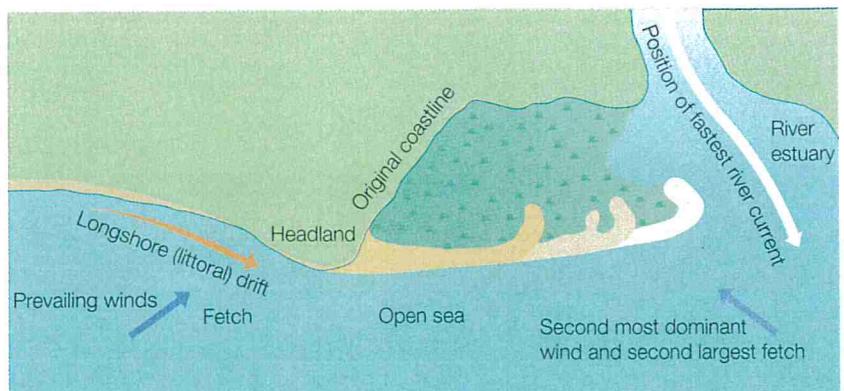 Position of fastest river current
River
estuary
Original coastline
Headland
Longshore (littoral) drift
Prevailing winds
Fetch
Open sea
Second most dominant
wind and second largest fetch